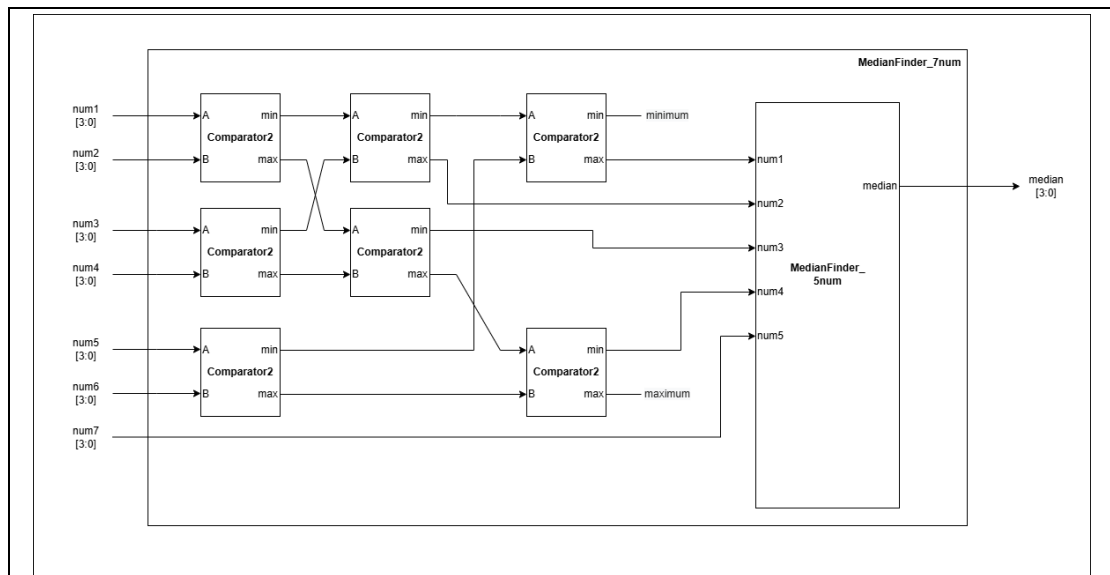 MedianFinder_7num
num1
[3:0]
A
min
Comparator2
B
max
A
min
Comparator2
B
max
A
min
Comparator2
B
max
minimum
num2
[3:0]
num3
[3:0]
A
min
Comparator2
B
max
A
min
Comparator2
B
max
num4
[3:0]
num5
[3:0]
A
min
Comparator2
B
max
A
min
Comparator2
B
max
maximum
num6
[3:0]
num7
[3:0]
num1
num2
num3
MedianFinder_
5num
num4
num5
median
median
[3:0]